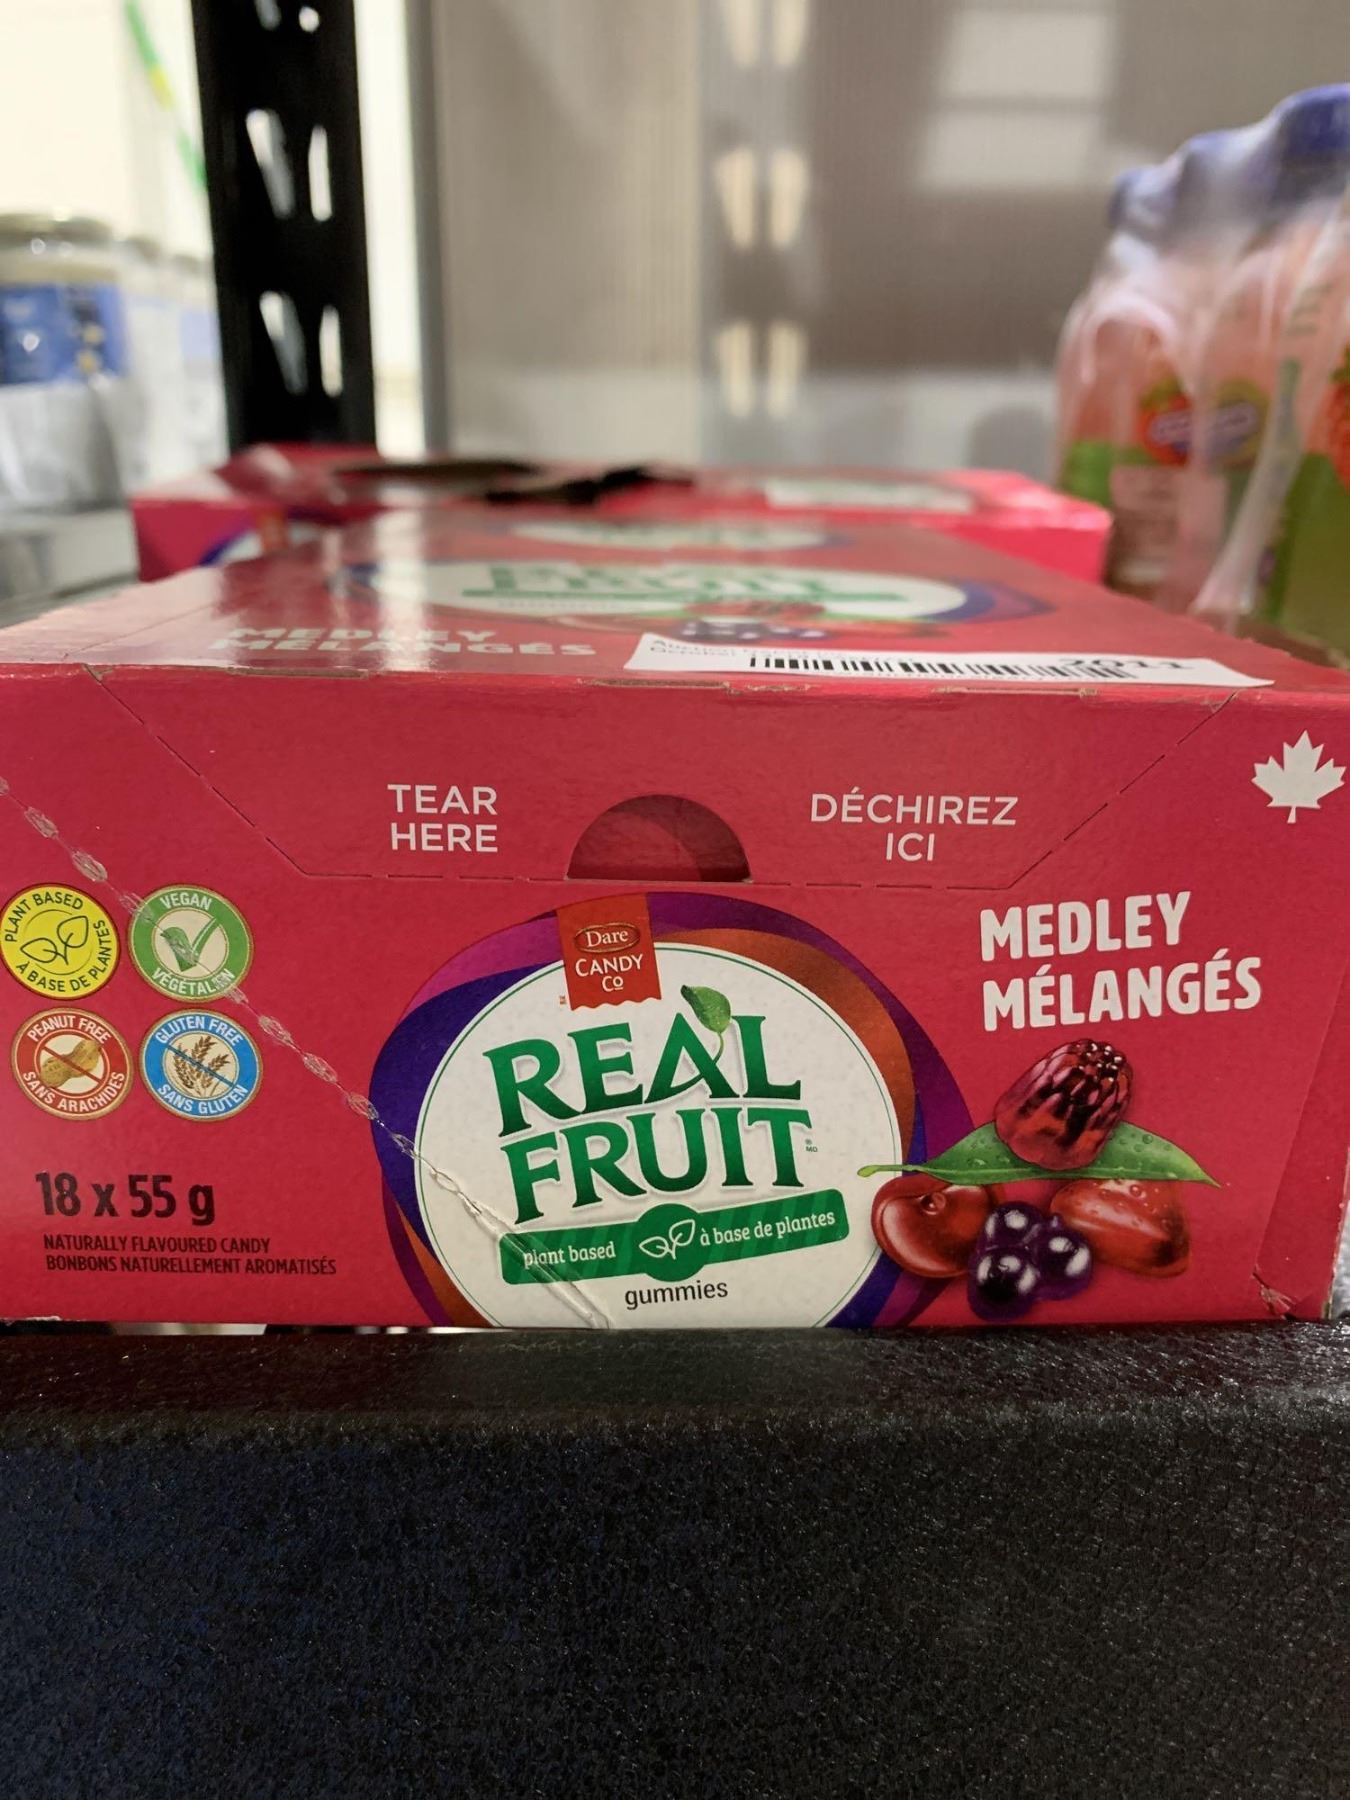 MEDLEY
MÉLANGÉS
2011
TEAR
HERE
DÉCHIREZ
ICI
PLANT BASED
À BASE DE PLANTES
VEGAN
VÉGÉTALIEN
PEANUT FREE
SANS ARACHIDES
GLUTEN FREE
SANS GLUTEN
Dare
CANDY
Co
REAL
FRUIT
MD
plant based
à base de plantes
gummies
MEDLEY
MÉLANGÉS
18 x 55 g
NATURALLY FLAVOURED CANDY
BONBONS NATURELLEMENT AROMATISÉS